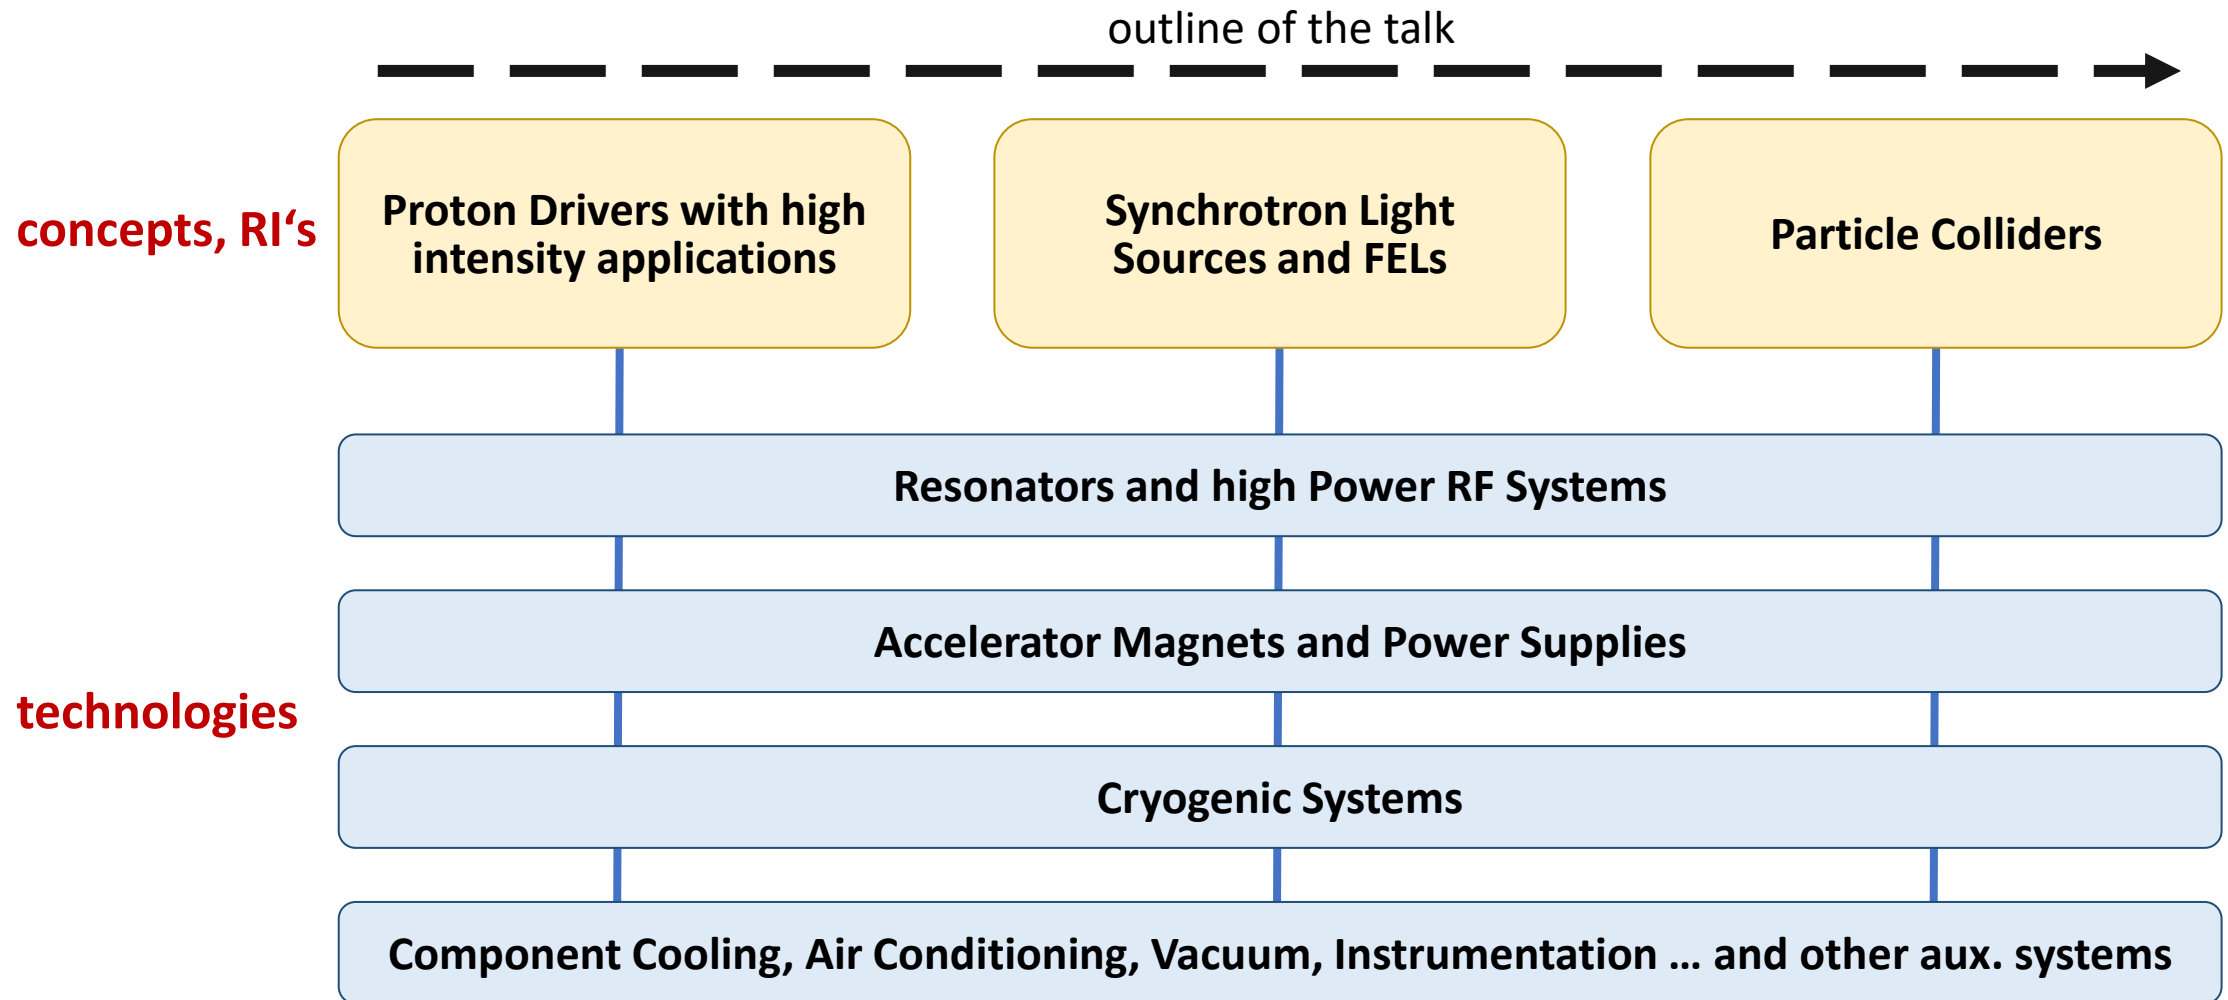 outline of the talk
concepts, RI‘s
Proton Drivers with high
intensity applications
Synchrotron Light
Sources and FELs
Particle Colliders
Resonators and high Power RF Systems
Accelerator Magnets and Power Supplies
technologies
Cryogenic Systems
Component Cooling, Air Conditioning, Vacuum, Instrumentation … and other aux. systems